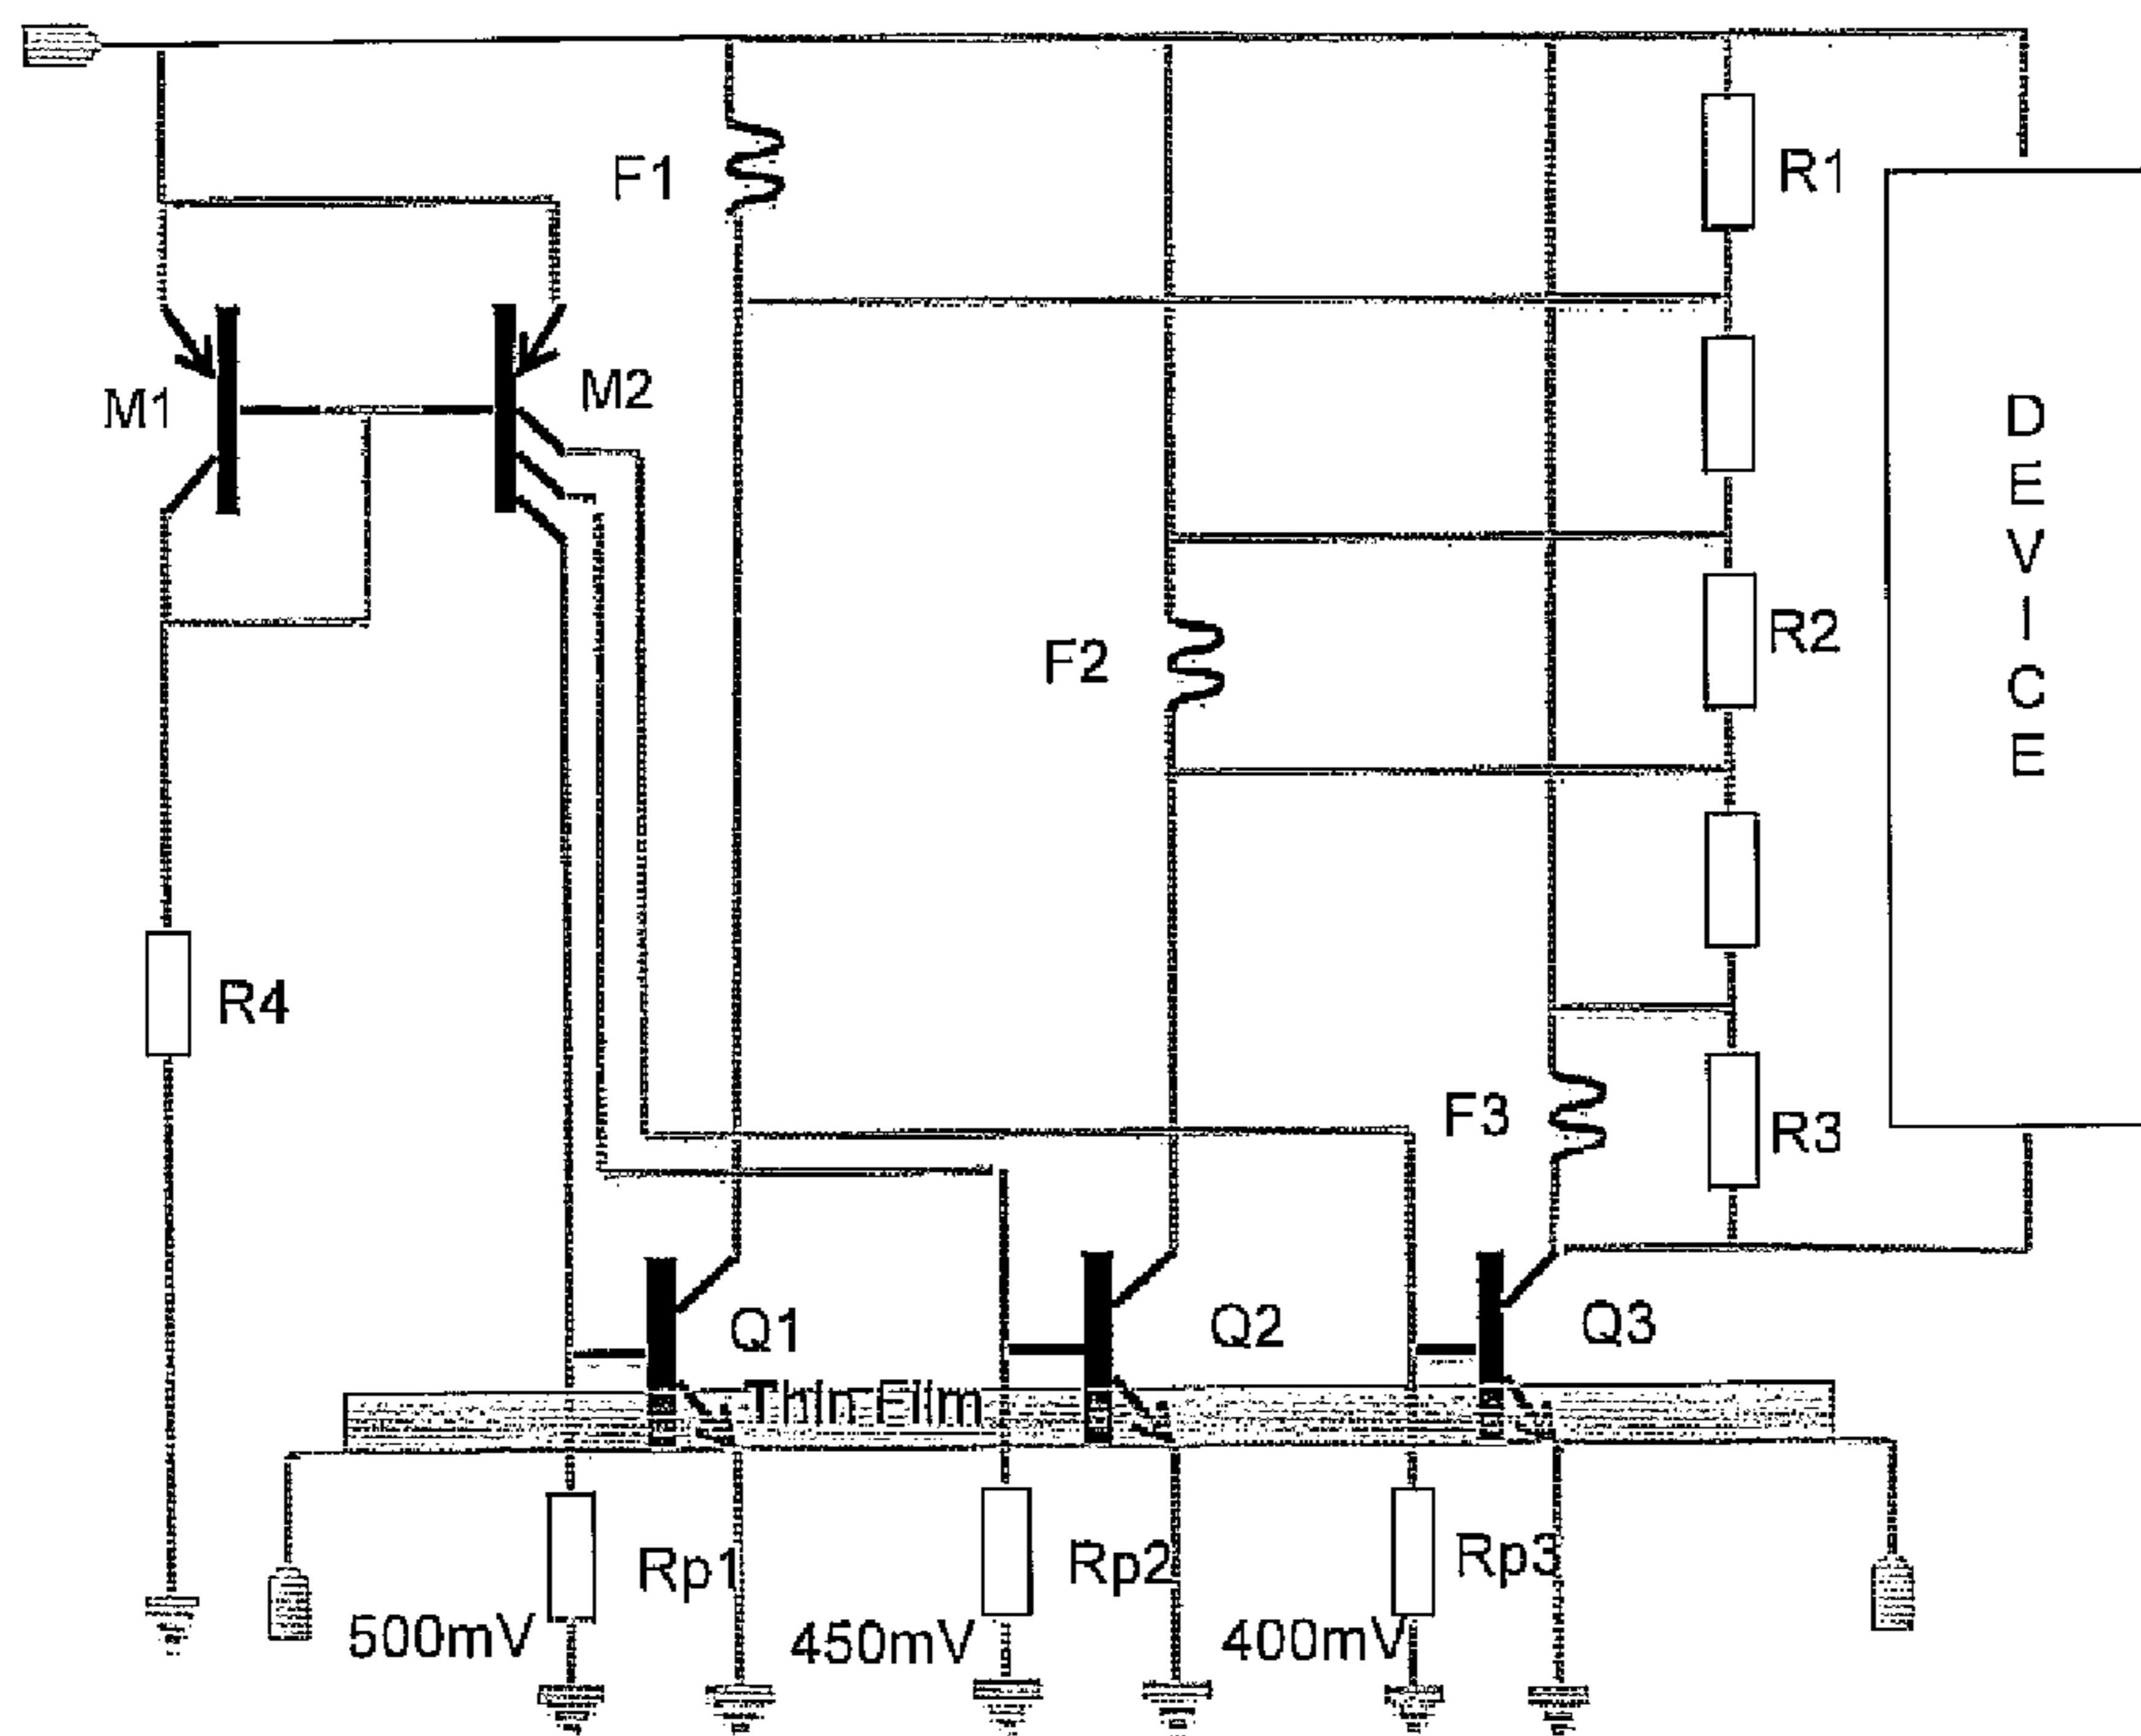 F1
R1
M1
M2
D
E
V
I
C
E
F2
R2
R4
F3
R3
Q1
Q2
Q3
Thin Film
Rp1
Rp2
Rp3
500mV
450mV
400mV